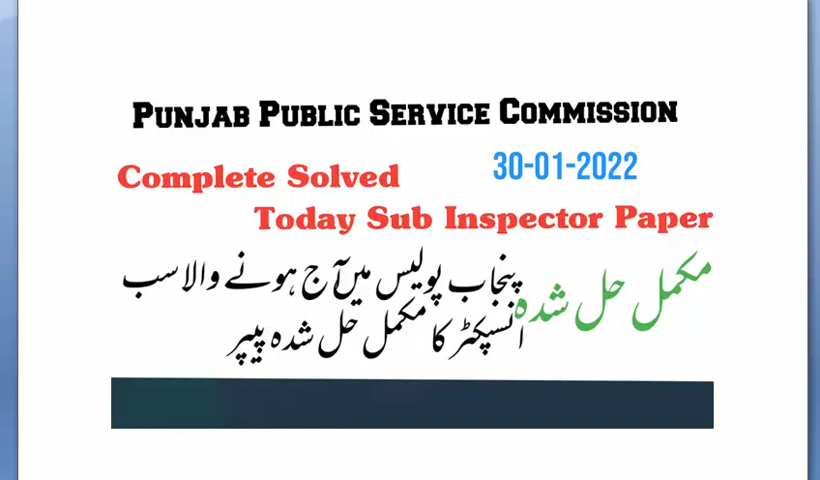 PUNJAB PUBLIC SERVICE COMMISSION
Complete Solved
30-01-2022
Today Sub Inspector Paper
مکمل حل شدہ
پنجاب پولیس میں آج ہونے والا سب
انسپکٹر کا مکمل حل شدہ پیپر